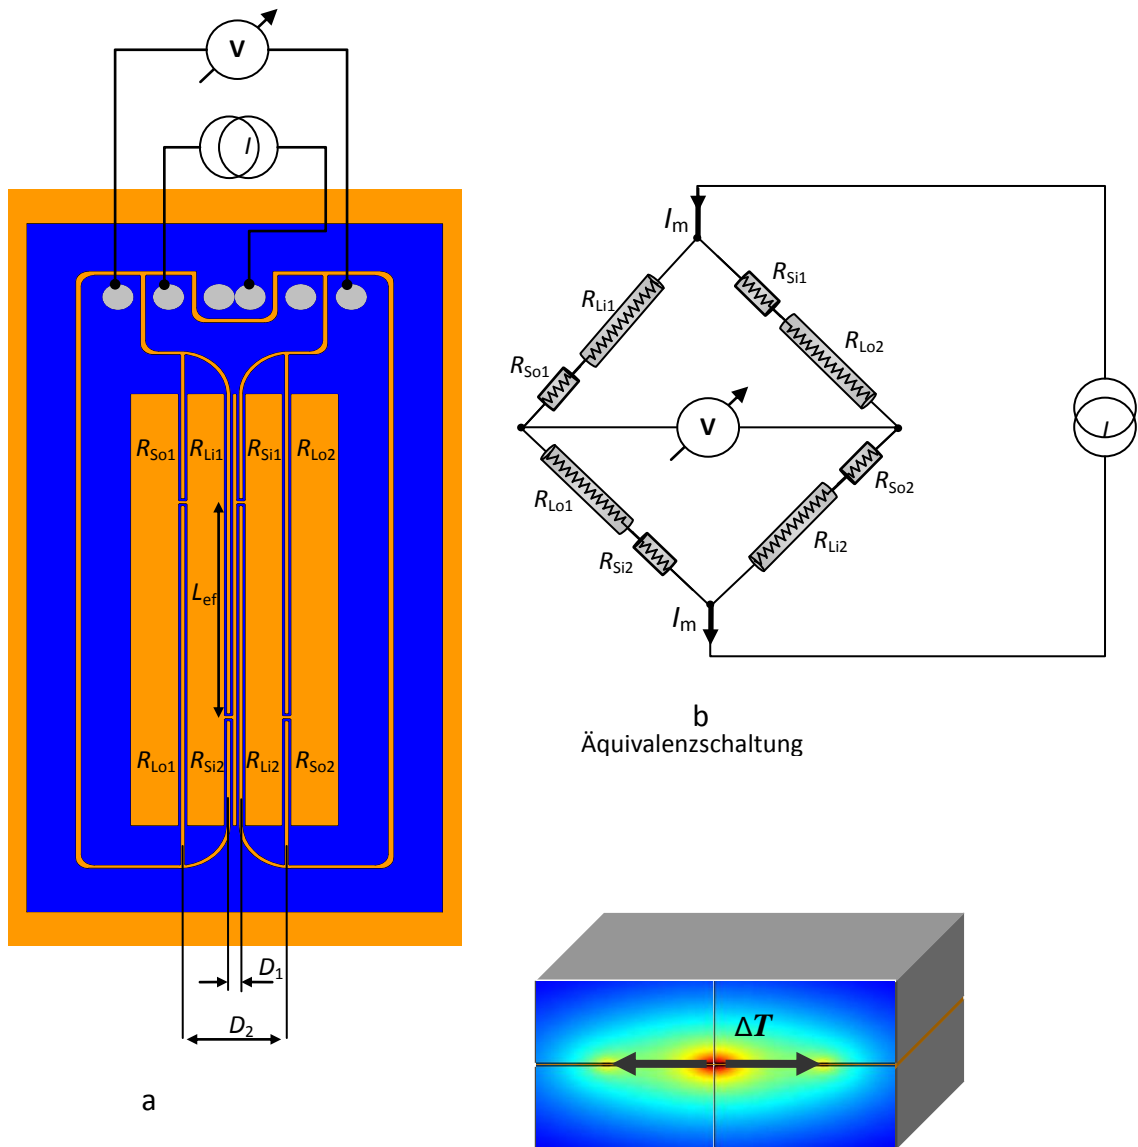 V
I
R_So1 R_Li1 R_Si1 R_Lo2
L_ef
R_Lo1 R_Si2 R_Li2 R_So2
D_1
D_2
a
I_m
R_Si1
R_Li1
R_Lo2
R_So1
V
I
R_So2
R_Lo1
R_Li2
R_Si2
I_m
b
Äquivalenzschaltung
ΔT